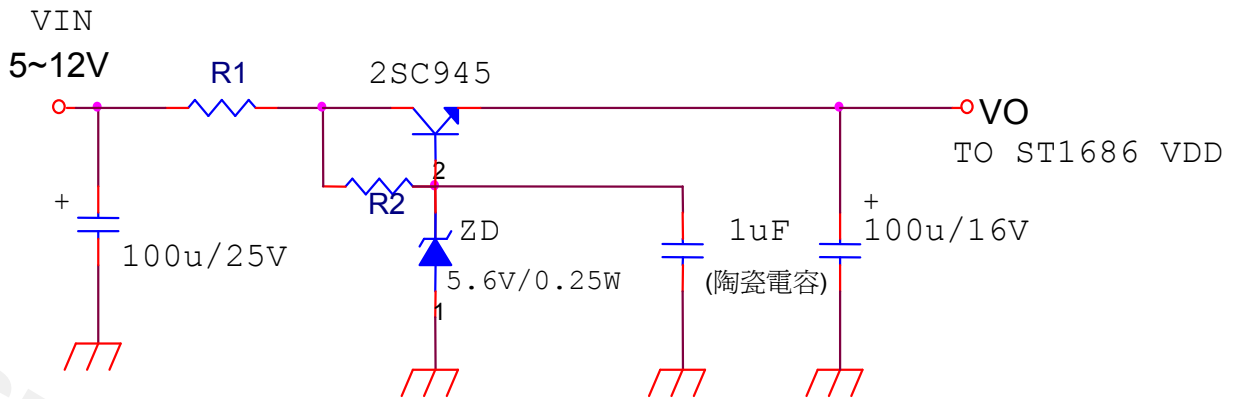 VIN
5~12V
R1
2SC945
VO
TO ST1686 VDD
2
R2
+
100u/25V
ZD
5.6V/0.25W
1
1uF
(陶瓷電容)
+
100u/16V